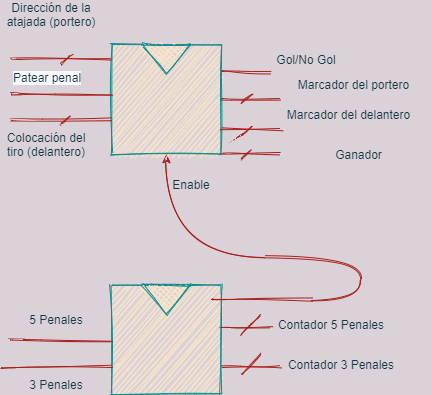 Dirección de la
atajada (portero)
Patear penal
Colocación del
tiro (delantero)
Gol/No Gol
Marcador del portero
Marcador del delantero
Ganador
Enable
5 Penales
3 Penales
Contador 5 Penales
Contador 3 Penales